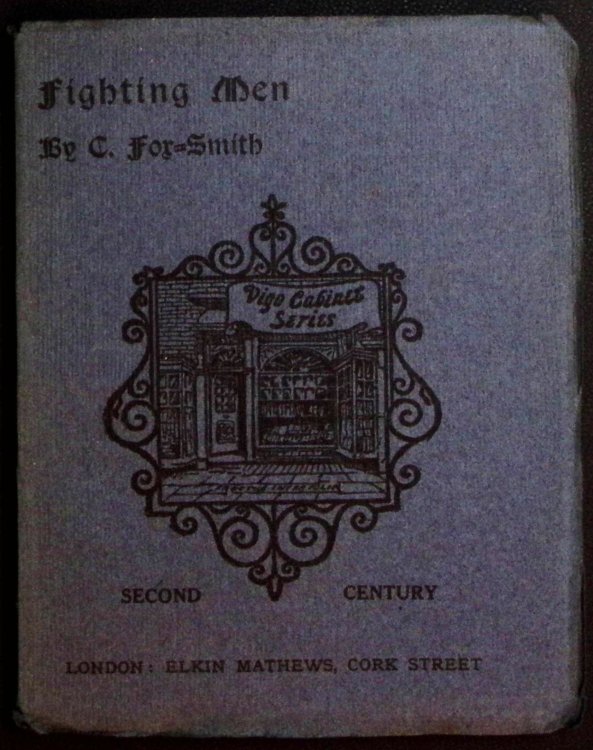 Fighting Men
By C. Fox-Smith
Vigo Cabinet
Series
SECOND CENTURY
LONDON: ELKIN MATHEWS, CORK STREET